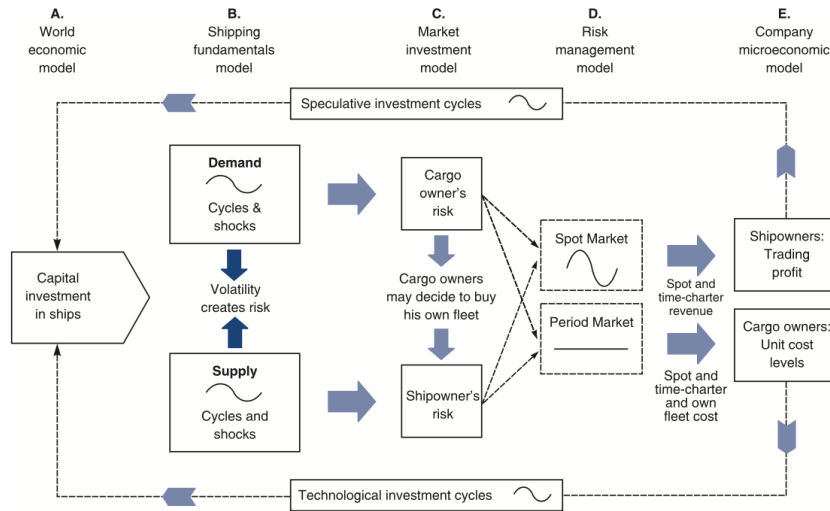 A.
World
economic
model
B.
Shipping
fundamentals
model
C.
Market
investment
model
D.
Risk
management
model
E.
Company
microeconomic
model
Speculative investment cycles
Demand
Cycles &
shocks
Cargo
owner's
risk
Spot Market
Shipowners:
Trading
profit
Capital
investment
in ships
Volatility
creates risk
Cargo owners
may decide to buy
his own fleet
Spot and
time-charter
revenue
Period Market
Cargo owners:
Unit cost
levels
Supply
Cycles and
shocks
Shipowner's
risk
Spot and
time-charter
and own
fleet cost
Technological investment cycles